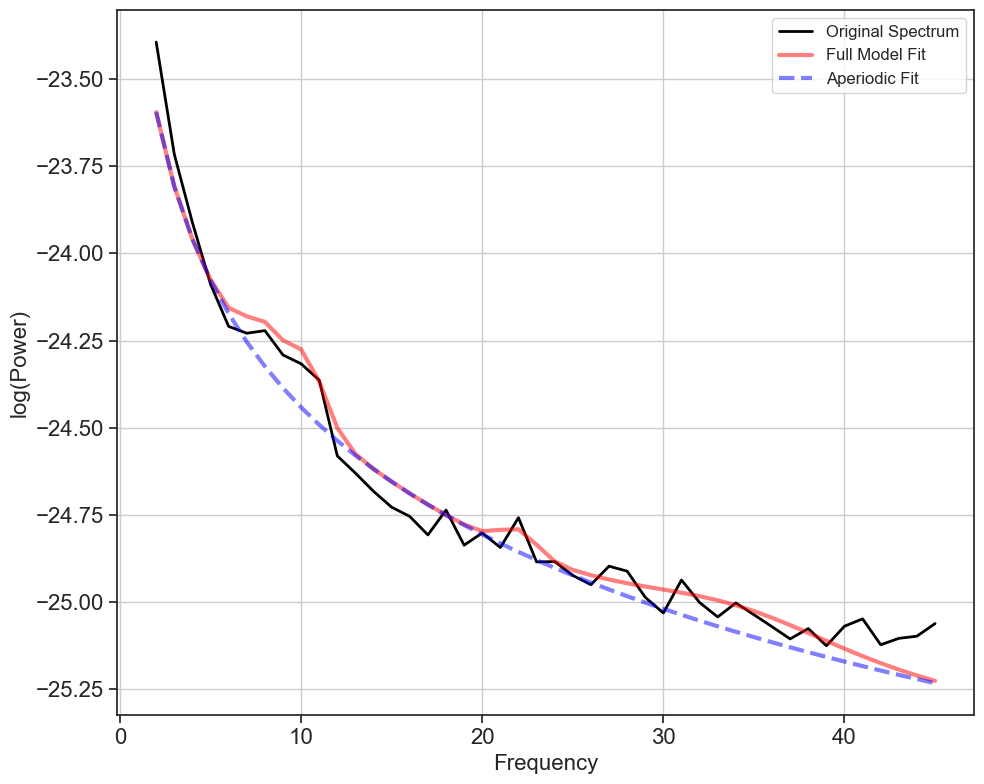 Original Spectrum
Full Model Fit
Aperiodic Fit
log(Power)
−23.50
−23.75
−24.00
−24.25
−24.50
−24.75
−25.00
−25.25
0 10 20 30 40
Frequency